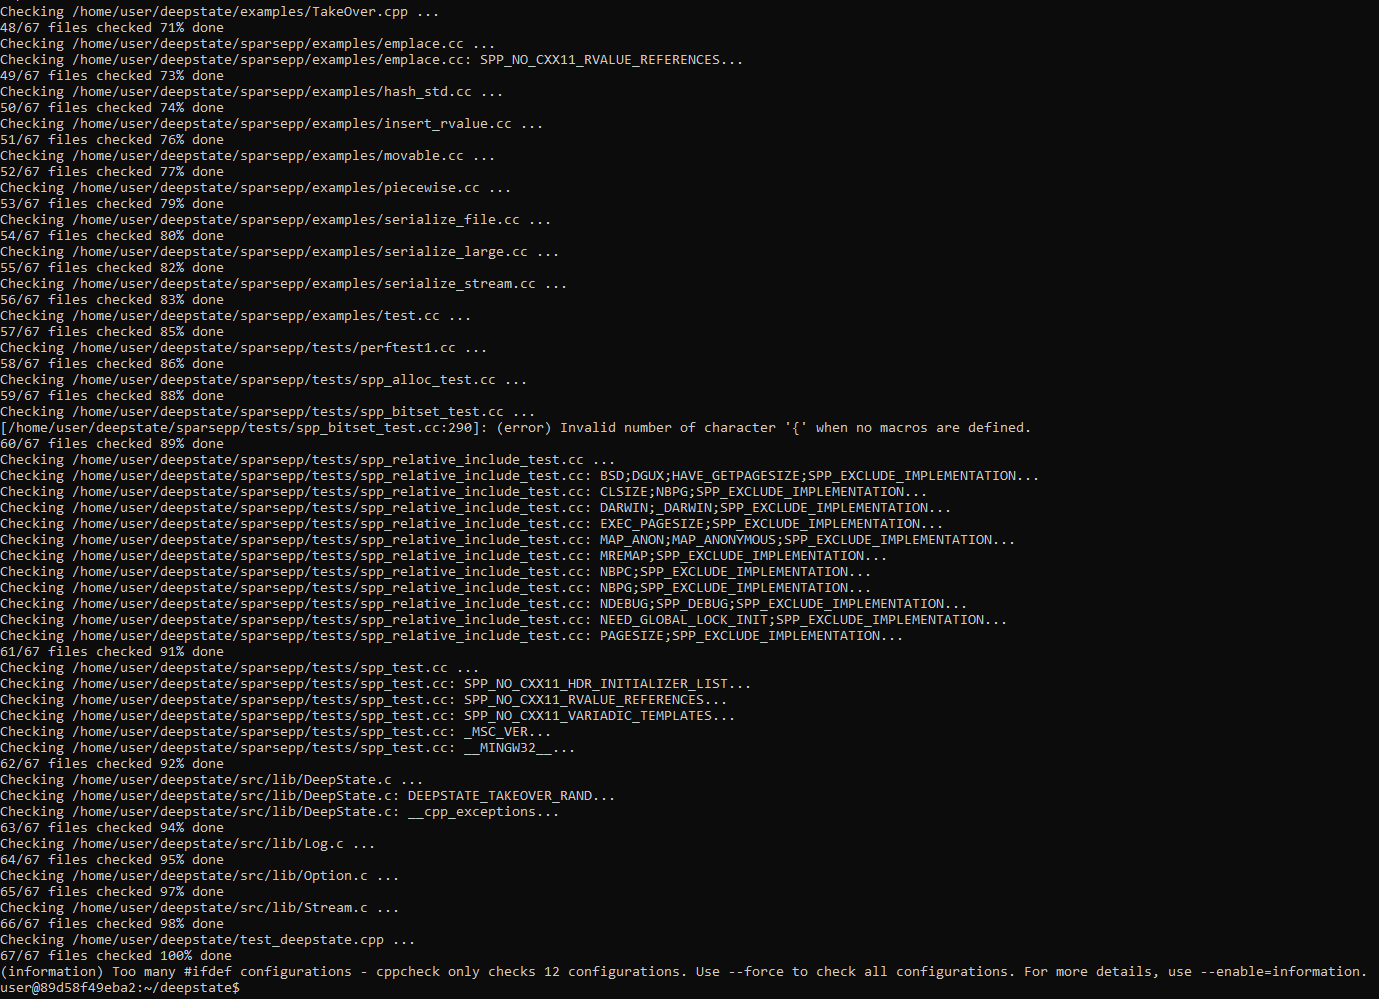 Checking /home/user/deepstate/examples/TakeOver.cpp ...
48/67 files checked 71% done
Checking /home/user/deepstate/sparsepp/examples/emplace.cc ...
Checking /home/user/deepstate/sparsepp/examples/emplace.cc: SPP_NO_CXX11_RVALUE_REFERENCES...
49/67 files checked 73% done
Checking /home/user/deepstate/sparsepp/examples/hash_std.cc ...
50/67 files checked 74% done
Checking /home/user/deepstate/sparsepp/examples/insert_rvalue.cc ...
51/67 files checked 76% done
Checking /home/user/deepstate/sparsepp/examples/movable.cc ...
52/67 files checked 77% done
Checking /home/user/deepstate/sparsepp/examples/piecewise.cc ...
53/67 files checked 79% done
Checking /home/user/deepstate/sparsepp/examples/serialize_file.cc ...
54/67 files checked 80% done
Checking /home/user/deepstate/sparsepp/examples/serialize_large.cc ...
55/67 files checked 82% done
Checking /home/user/deepstate/sparsepp/examples/serialize_stream.cc ...
56/67 files checked 83% done
Checking /home/user/deepstate/sparsepp/examples/test.cc ...
57/67 files checked 85% done
Checking /home/user/deepstate/sparsepp/tests/perftest1.cc ...
58/67 files checked 86% done
Checking /home/user/deepstate/sparsepp/tests/spp_alloc_test.cc ...
59/67 files checked 88% done
Checking /home/user/deepstate/sparsepp/tests/spp_bitset_test.cc ...
[/home/user/deepstate/sparsepp/tests/spp_bitset_test.cc:290]: (error) Invalid number of character '{' when no macros are defined.
60/67 files checked 89% done
Checking /home/user/deepstate/sparsepp/tests/spp_relative_include_test.cc ...
Checking /home/user/deepstate/sparsepp/tests/spp_relative_include_test.cc: BSD;DGUX;HAVE_GETPAGESIZE;SPP_EXCLUDE_IMPLEMENTATION...
Checking /home/user/deepstate/sparsepp/tests/spp_relative_include_test.cc: CLSIZE;NBPG;SPP_EXCLUDE_IMPLEMENTATION...
Checking /home/user/deepstate/sparsepp/tests/spp_relative_include_test.cc: DARWIN;_DARWIN;SPP_EXCLUDE_IMPLEMENTATION...
Checking /home/user/deepstate/sparsepp/tests/spp_relative_include_test.cc: EXEC_PAGESIZE;SPP_EXCLUDE_IMPLEMENTATION...
Checking /home/user/deepstate/sparsepp/tests/spp_relative_include_test.cc: MAP_ANON;MAP_ANONYMOUS;SPP_EXCLUDE_IMPLEMENTATION...
Checking /home/user/deepstate/sparsepp/tests/spp_relative_include_test.cc: MREMAP;SPP_EXCLUDE_IMPLEMENTATION...
Checking /home/user/deepstate/sparsepp/tests/spp_relative_include_test.cc: NBPC;SPP_EXCLUDE_IMPLEMENTATION...
Checking /home/user/deepstate/sparsepp/tests/spp_relative_include_test.cc: NBPG;SPP_EXCLUDE_IMPLEMENTATION...
Checking /home/user/deepstate/sparsepp/tests/spp_relative_include_test.cc: NDEBUG;SPP_DEBUG;SPP_EXCLUDE_IMPLEMENTATION...
Checking /home/user/deepstate/sparsepp/tests/spp_relative_include_test.cc: NEED_GLOBAL_LOCK_INIT;SPP_EXCLUDE_IMPLEMENTATION...
Checking /home/user/deepstate/sparsepp/tests/spp_relative_include_test.cc: PAGESIZE;SPP_EXCLUDE_IMPLEMENTATION...
61/67 files checked 91% done
Checking /home/user/deepstate/sparsepp/tests/spp_test.cc ...
Checking /home/user/deepstate/sparsepp/tests/spp_test.cc: SPP_NO_CXX11_HDR_INITIALIZER_LIST...
Checking /home/user/deepstate/sparsepp/tests/spp_test.cc: SPP_NO_CXX11_RVALUE_REFERENCES...
Checking /home/user/deepstate/sparsepp/tests/spp_test.cc: SPP_NO_CXX11_VARIADIC_TEMPLATES...
Checking /home/user/deepstate/sparsepp/tests/spp_test.cc: _MSC_VER...
Checking /home/user/deepstate/sparsepp/tests/spp_test.cc: __MINGW32__...
62/67 files checked 92% done
Checking /home/user/deepstate/src/lib/DeepState.c ...
Checking /home/user/deepstate/src/lib/DeepState.c: DEEPSTATE_TAKEOVER_RAND...
Checking /home/user/deepstate/src/lib/DeepState.c: __cpp_exceptions...
63/67 files checked 94% done
Checking /home/user/deepstate/src/lib/Log.c ...
64/67 files checked 95% done
Checking /home/user/deepstate/src/lib/Option.c ...
65/67 files checked 97% done
Checking /home/user/deepstate/src/lib/Stream.c ...
66/67 files checked 98% done
Checking /home/user/deepstate/test_deepstate.cpp ...
67/67 files checked 100% done
(information) Too many #ifdef configurations - cppcheck only checks 12 configurations. Use --force to check all configurations. For more details, use --enable=information.
user@89d58f49eba2:~/deepstate$